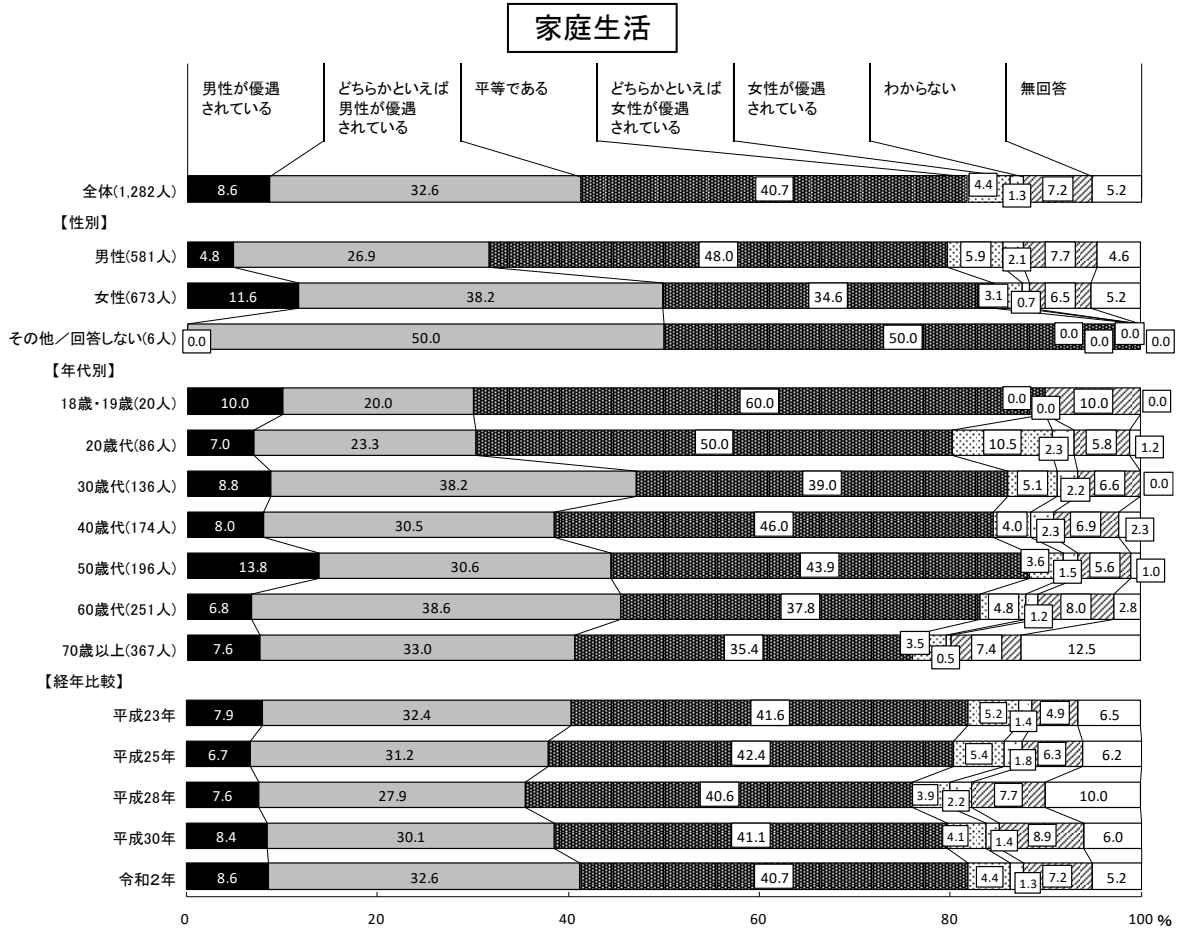 家庭生活
男性が優遇
されている
どちらかといえば
男性が優遇
されている
平等である
どちらかといえば
女性が優遇
されている
女性が優遇
されている
わからない
無回答
全体(1,282人) 8.6 32.6 40.7 4.4 1.3 7.2 5.2
【性別】
男性(581人) 4.8 26.9 48.0 5.9 2.1 7.7 4.6
女性(673人) 11.6 38.2 34.6 3.1 0.7 6.5 5.2
その他／回答しない(6人) 0.0 50.0 50.0 0.0 0.0 0.0 0.0
【年代別】
18歳・19歳(20人) 10.0 20.0 60.0 0.0 0.0 10.0 0.0
20歳代(86人) 7.0 23.3 50.0 10.5 2.3 5.8 1.2
30歳代(136人) 8.8 38.2 39.0 5.1 2.2 6.6 0.0
40歳代(174人) 8.0 30.5 46.0 4.0 2.3 6.9 2.3
50歳代(196人) 13.8 30.6 43.9 3.6 1.5 5.6 1.0
60歳代(251人) 6.8 38.6 37.8 4.8 1.2 8.0 2.8
70歳以上(367人) 7.6 33.0 35.4 3.5 0.5 7.4 12.5
【経年比較】
平成23年 7.9 32.4 41.6 5.2 1.4 4.9 6.5
平成25年 6.7 31.2 42.4 5.4 1.8 6.3 6.2
平成28年 7.6 27.9 40.6 3.9 2.2 7.7 10.0
平成30年 8.4 30.1 41.1 4.1 1.4 8.9 6.0
令和2年 8.6 32.6 40.7 4.4 1.3 7.2 5.2
0 20 40 60 80 100 %